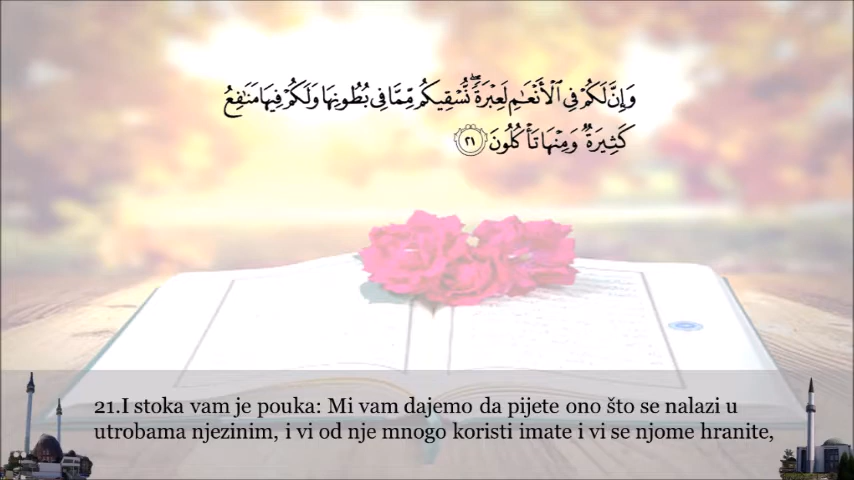 وَإِنَّ لَكُمْ فِي ٱلْأَنْعَـٰمِ لَعِبْرَةً ۖ نُّسْقِيكُم مِّمَّا فِي بُطُونِهَا وَلَكُمْ فِيهَا مَنَـٰفِعُ
كَثِيرَةٌ وَمِنْهَا تَأْكُلُونَ ٢١
21.I stoka vam je pouka: Mi vam dajemo da pijete ono što se nalazi u
utrobama njezinim, i vi od nje mnogo koristi imate i vi se njome hranite,